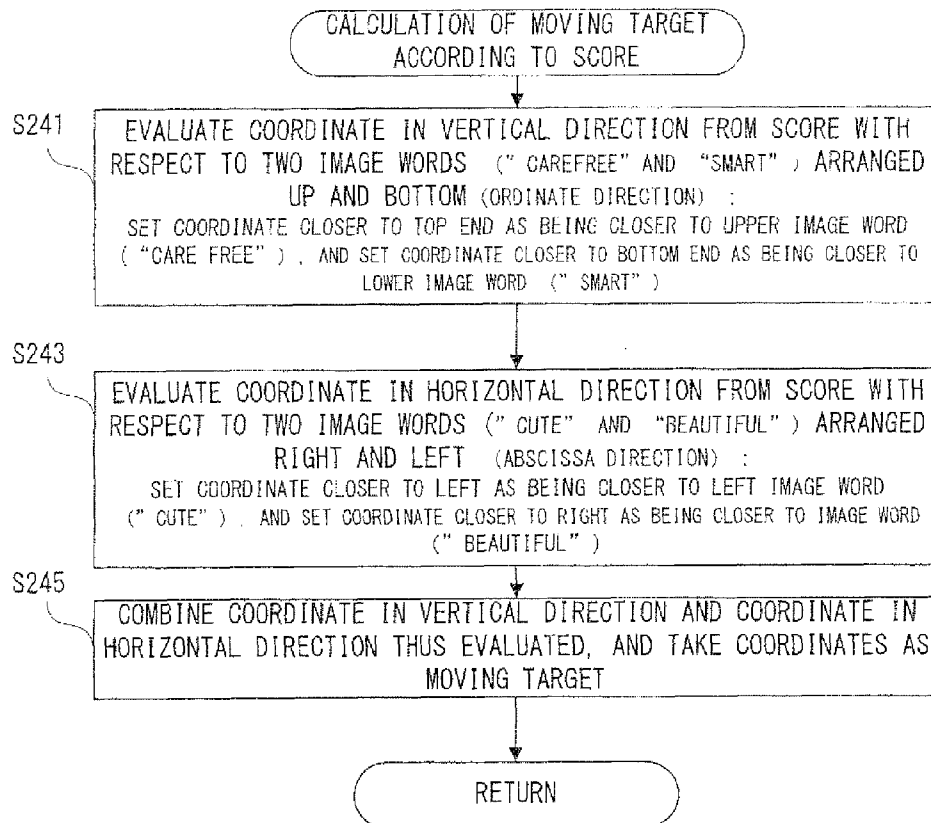 CALCULATION OF MOVING TARGET
ACCORDING TO SCORE
S241
EVALUATE COORDINATE IN VERTICAL DIRECTION FROM SCORE WITH
RESPECT TO TWO IMAGE WORDS (" CAREFREE" AND "SMART" ) ARRANGED
UP AND BOTTOM (ORDINATE DIRECTION) :
SET COORDINATE CLOSER TO TOP END AS BEING CLOSER TO UPPER IMAGE WORD
( "CARE FREE" ) , AND SET COORDINATE CLOSER TO BOTTOM END AS BEING CLOSER TO
LOWER IMAGE WORD (" SMART" )
S243
EVALUATE COORDINATE IN HORIZONTAL DIRECTION FROM SCORE WITH
RESPECT TO TWO IMAGE WORDS (" CUTE" AND "BEAUTIFUL" ) ARRANGED
RIGHT AND LEFT (ABSCISSA DIRECTION) :
SET COORDINATE CLOSER TO LEFT AS BEING CLOSER TO LEFT IMAGE WORD
(" CUTE" ) , AND SET COORDINATE CLOSER TO RIGHT AS BEING CLOSER TO IMAGE WORD
(" BEAUTIFUL" )
S245
COMBINE COORDINATE IN VERTICAL DIRECTION AND COORDINATE IN
HORIZONTAL DIRECTION THUS EVALUATED, AND TAKE COORDINATES AS
MOVING TARGET
RETURN